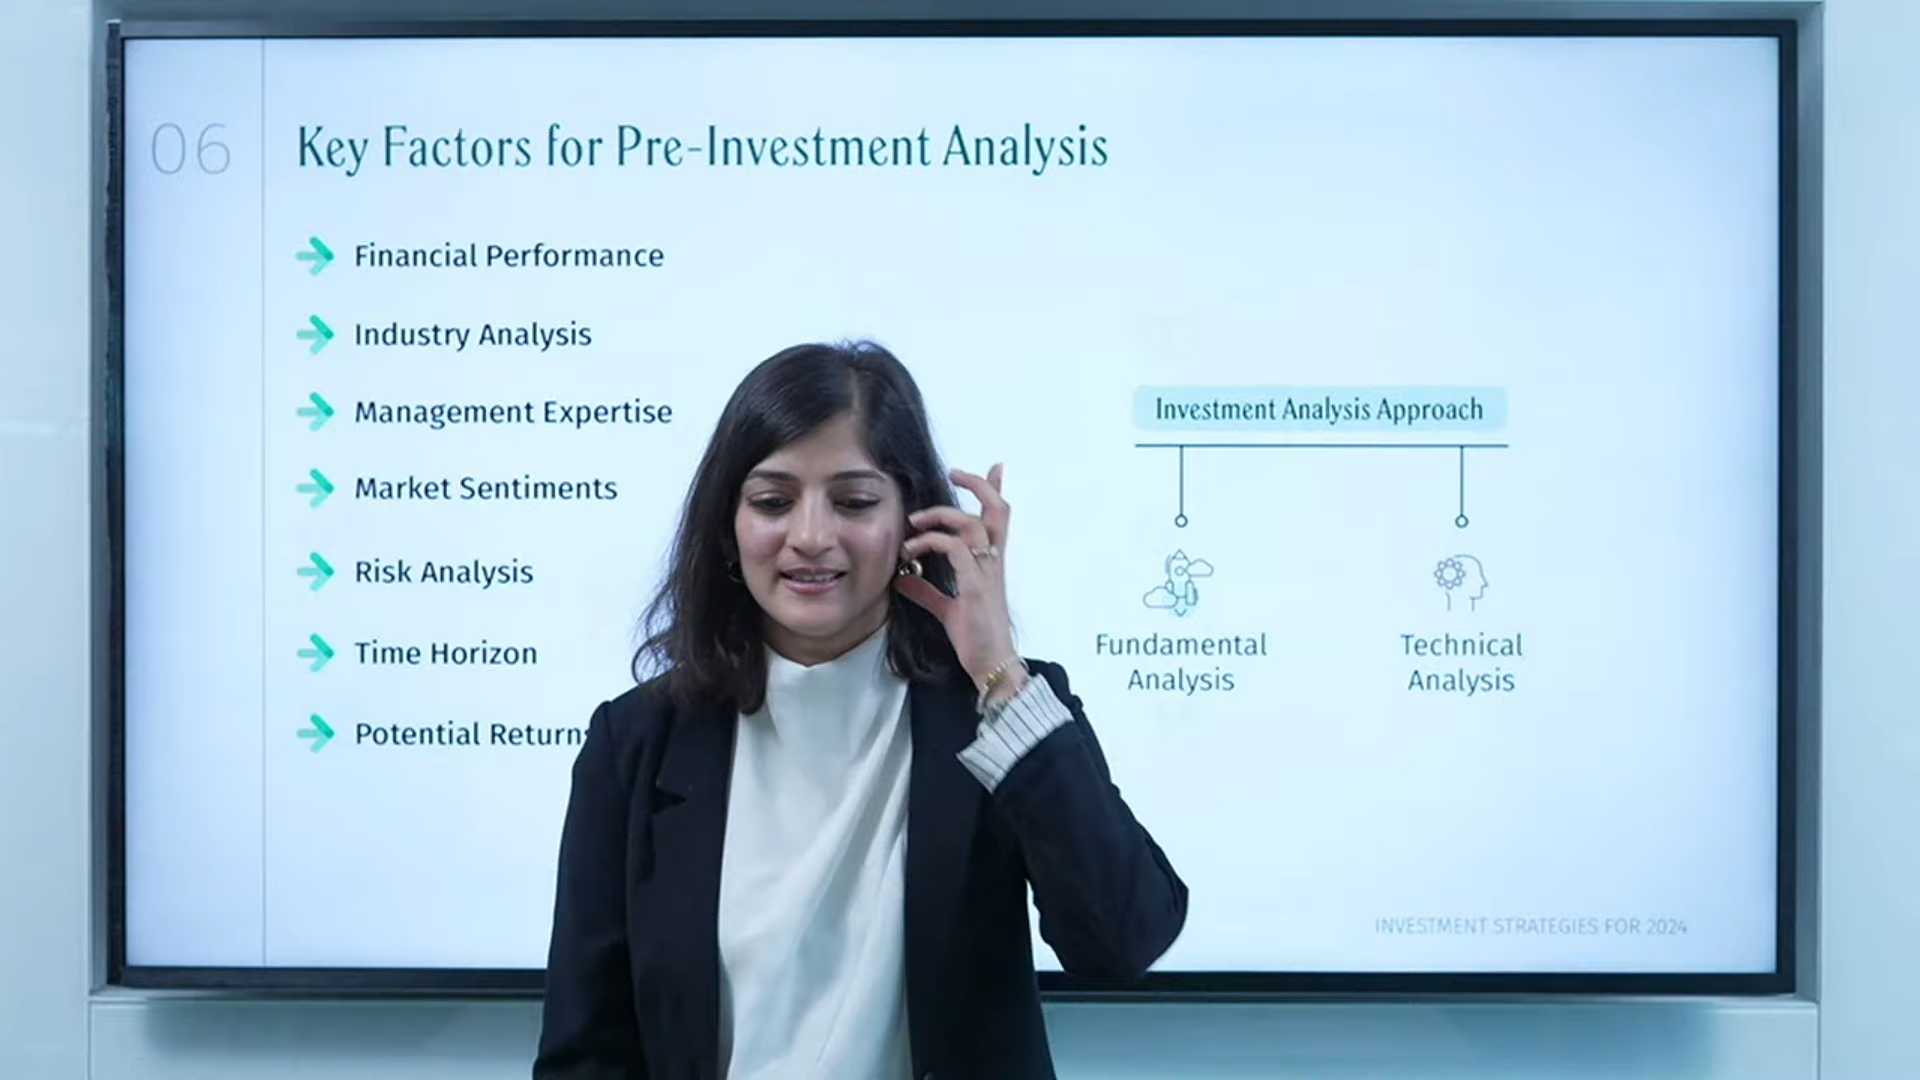 06
Key Factors for Pre-Investment Analysis
Financial Performance
Industry Analysis
Management Expertise
Market Sentiments
Risk Analysis
Time Horizon
Potential Returns
Investment Analysis Approach
Fundamental
Analysis
Technical
Analysis
INVESTMENT STRATEGIES FOR 2024